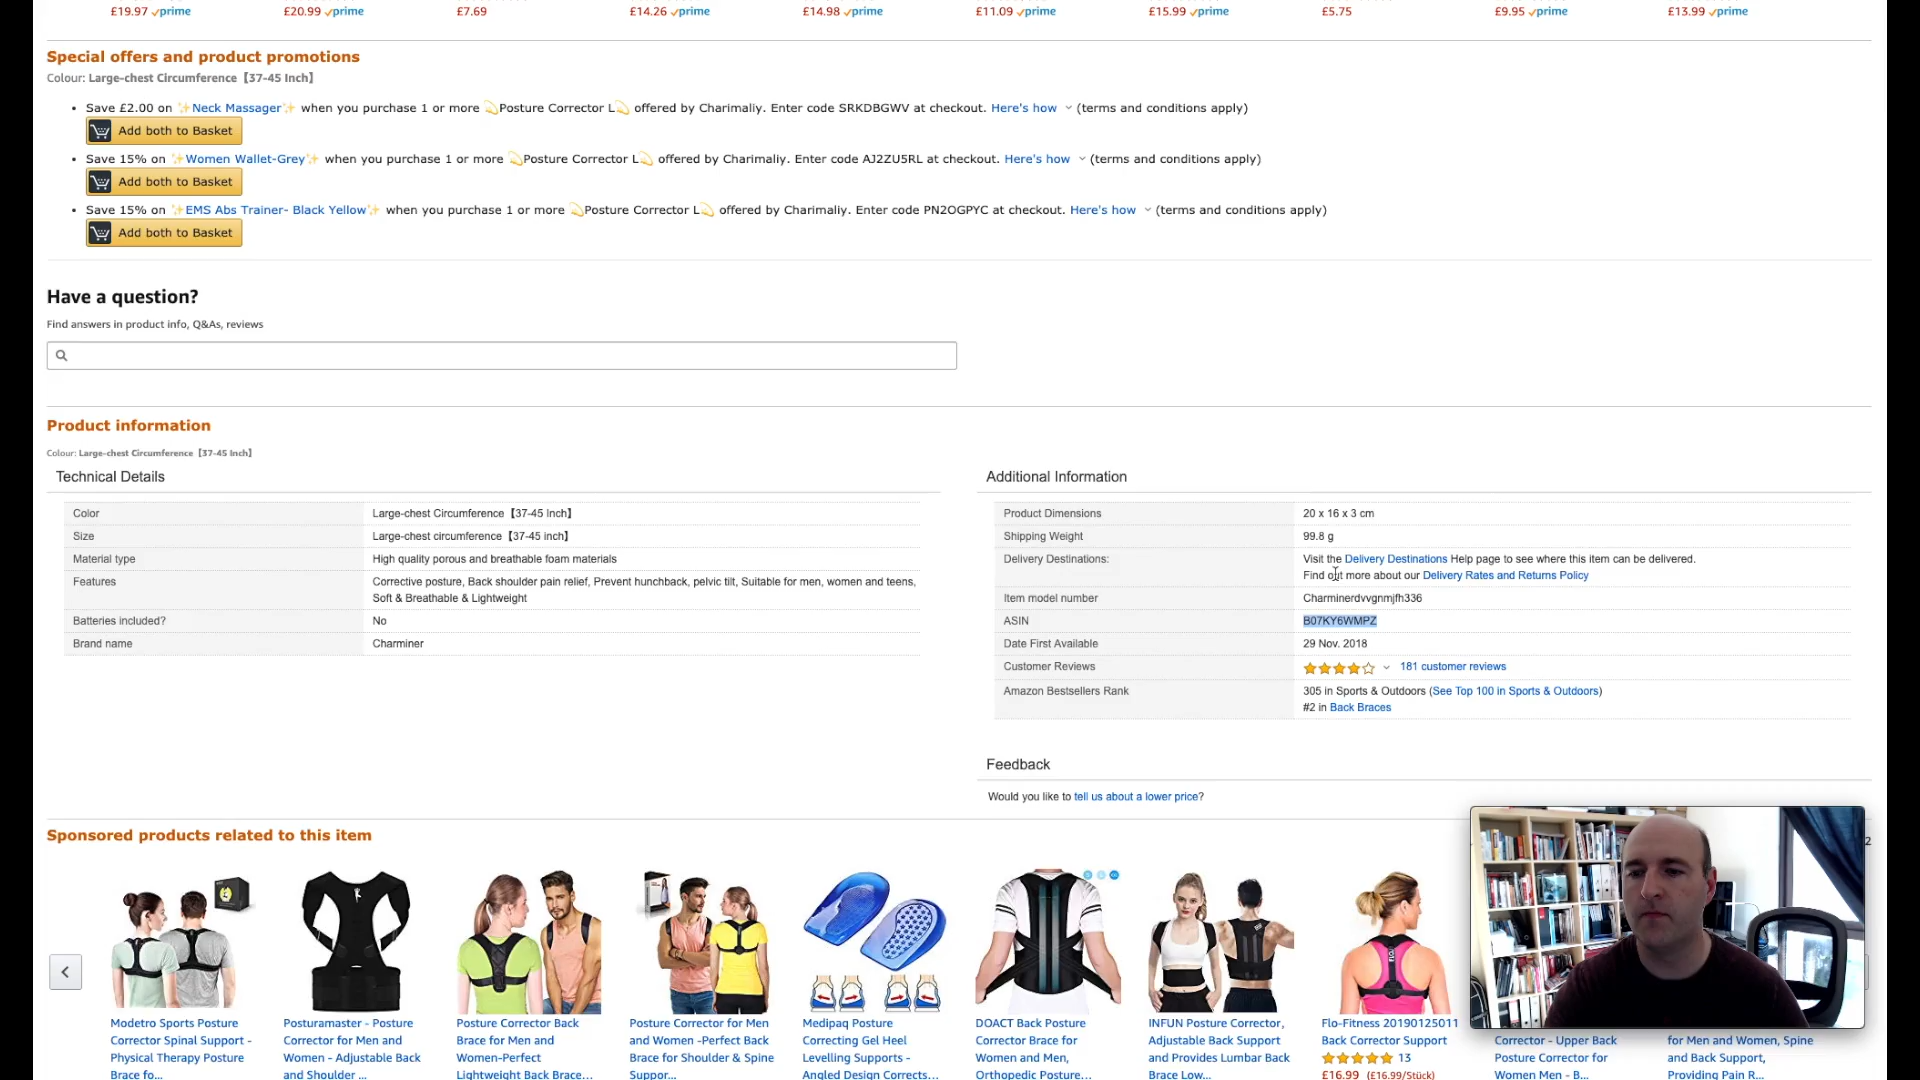 £19.97 prime £20.99 prime £7.69 £14.26 prime £14.98 prime £11.09 prime £15.99 prime £5.75 £9.95 prime £13.99 prime
Special offers and product promotions
Colour: Large-chest Circumference【37-45 Inch】
• Save £2.00 on ✨Neck Massager✨ when you purchase 1 or more 💫Posture Corrector L💫 offered by Charimaliy. Enter code SRKDBGWV at checkout. Here's how (terms and conditions apply)
Add both to Basket
• Save 15% on ✨Women Wallet-Grey✨ when you purchase 1 or more 💫Posture Corrector L💫 offered by Charimaliy. Enter code AJ2ZU5RL at checkout. Here's how (terms and conditions apply)
Add both to Basket
• Save 15% on ✨EMS Abs Trainer- Black Yellow✨ when you purchase 1 or more 💫Posture Corrector L💫 offered by Charimaliy. Enter code PN2OGPYC at checkout. Here's how (terms and conditions apply)
Add both to Basket
Have a question?
Find answers in product info, Q&As, reviews
Product information
Colour: Large-chest Circumference【37-45 Inch】
Technical Details
Color Large-chest Circumference【37-45 Inch】
Size Large-chest circumference【37-45 inch】
Material type High quality porous and breathable foam materials
Features Corrective posture, Back shoulder pain relief, Prevent hunchback, pelvic tilt, Suitable for men, women and teens,
Soft & Breathable & Lightweight
Batteries included? No
Brand name Charminer
Additional Information
Product Dimensions 20 x 16 x 3 cm
Shipping Weight 99.8 g
Delivery Destinations: Visit the Delivery Destinations Help page to see where this item can be delivered.
Find out more about our Delivery Rates and Returns Policy
Item model number Charminerdvvgnmjfh336
ASIN B07KY6WMPZ
Date First Available 29 Nov. 2018
Customer Reviews 181 customer reviews
Amazon Bestsellers Rank 305 in Sports & Outdoors (See Top 100 in Sports & Outdoors)
#2 in Back Braces
Feedback
Would you like to tell us about a lower price?
Sponsored products related to this item
2
Modetro Sports Posture
Corrector Spinal Support -
Physical Therapy Posture
Brace fo...
Posturamaster - Posture
Corrector for Men and
Women - Adjustable Back
and Shoulder ...
Posture Corrector Back
Brace for Men and
Women-Perfect
Lightweight Back Brace...
Posture Corrector for Men
and Women -Perfect Back
Brace for Shoulder & Spine
Suppor...
Medipaq Posture
Correcting Gel Heel
Levelling Supports -
Angled Design Corrects...
DOACT Back Posture
Corrector Brace for
Women and Men,
Orthopedic Posture...
INFUN Posture Corrector,
Adjustable Back Support
and Provides Lumbar Back
Brace Low...
Flo-Fitness 20190125011
Back Corrector Support
13
£16.99 (£16.99/Stück)
Corrector - Upper Back
Posture Corrector for
Women Men - B...
for Men and Women, Spine
and Back Support,
Providing Pain R...